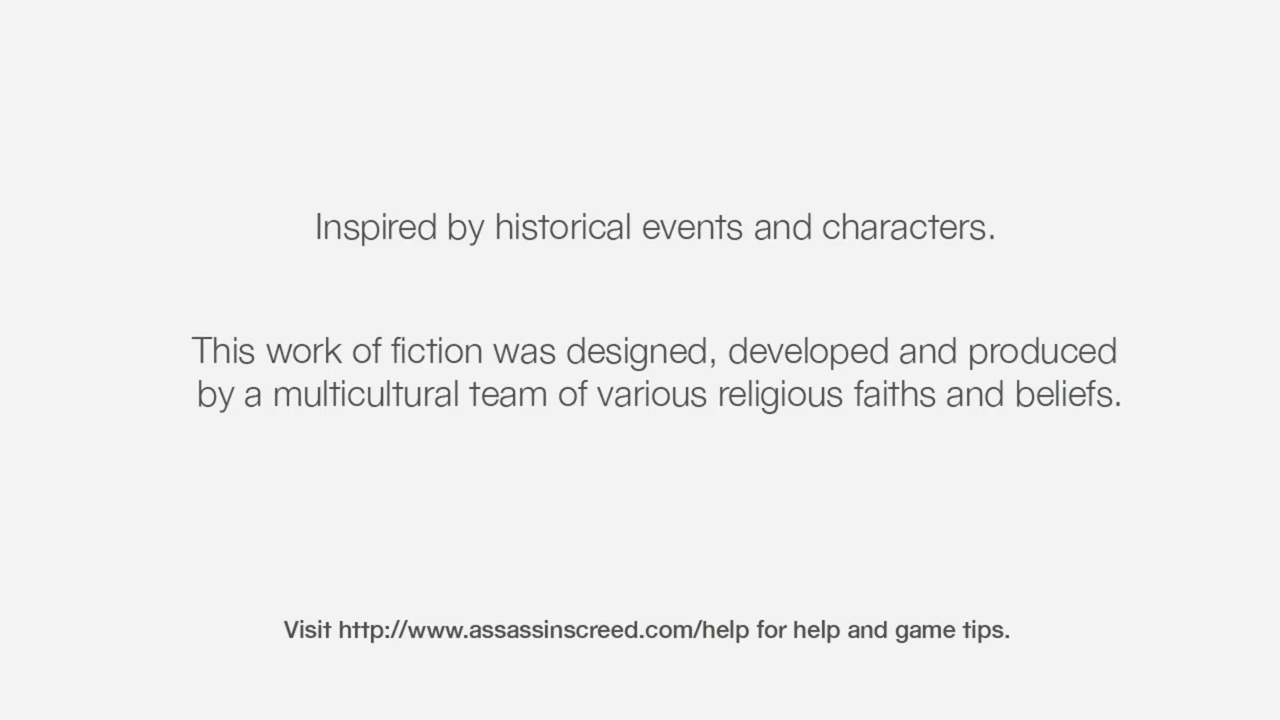 Inspired by historical events and characters.
This work of fiction was designed, developed and produced
by a multicultural team of various religious faiths and beliefs.
Visit http://www.assassinscreed.com/help for help and game tips.